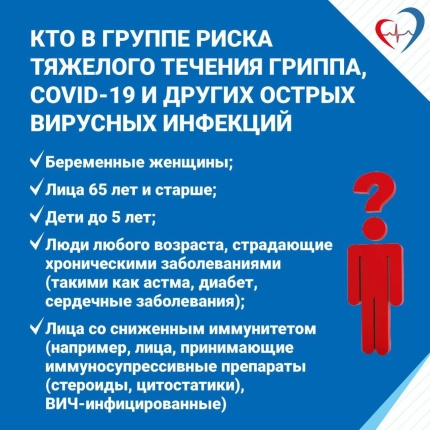 КТО В ГРУППЕ РИСКА
ТЯЖЕЛОГО ТЕЧЕНИЯ ГРИППА,
COVID-19 И ДРУГИХ ОСТРЫХ
ВИРУСНЫХ ИНФЕКЦИЙ
✓Беременные женщины;
✓Лица 65 лет и старше;
✓Дети до 5 лет;
✓Люди любого возраста, страдающие
хроническими заболеваниями
(такими как астма, диабет,
сердечные заболевания);
✓Лица со сниженным иммунитетом
(например, лица, принимающие
иммуносупрессивные препараты
(стероиды, цитостатики),
ВИЧ-инфицированные)
?